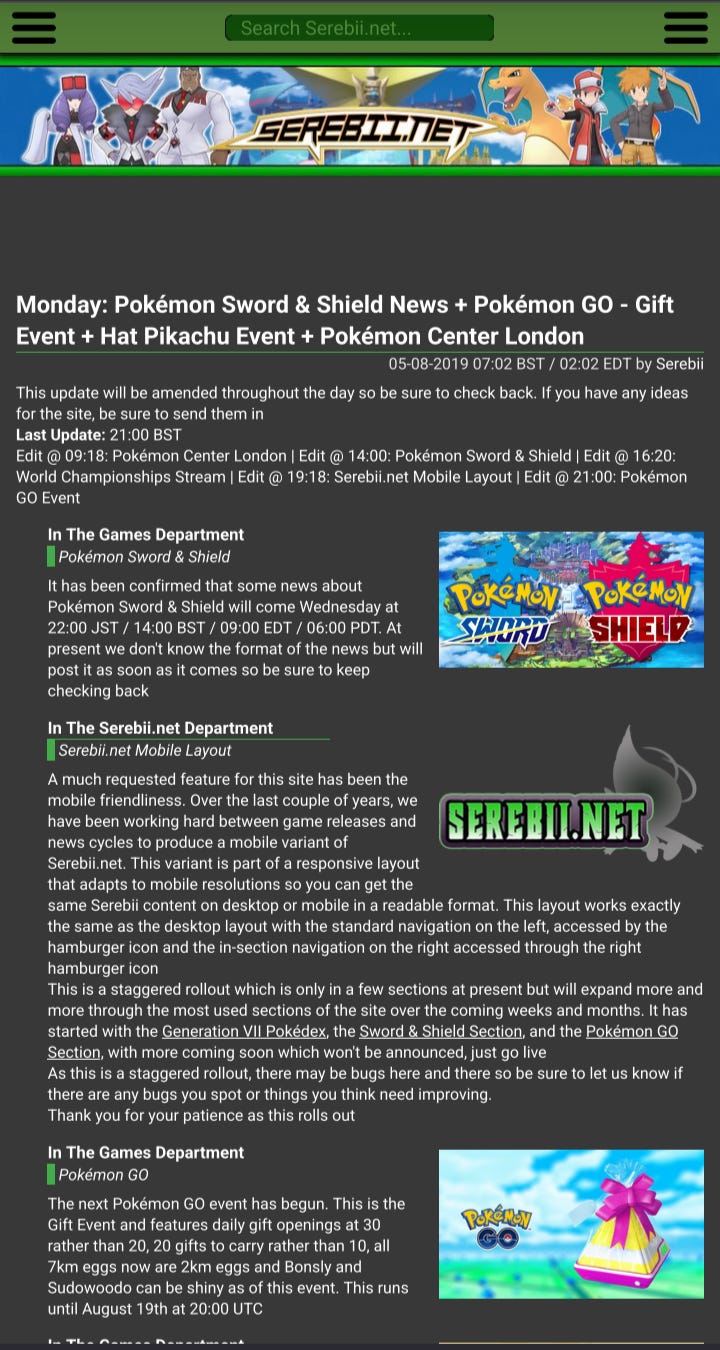 Search Serebii.net...
SEREBII.NET
Monday: Pokémon Sword & Shield News + Pokémon GO - Gift
Event + Hat Pikachu Event + Pokémon Center London
05-08-2019 07:02 BST / 02:02 EDT by Serebii
This update will be amended throughout the day so be sure to check back. If you have any ideas
for the site, be sure to send them in
Last Update: 21:00 BST
Edit @ 09:18: Pokémon Center London | Edit @ 14:00: Pokémon Sword & Shield | Edit @ 16:20:
World Championships Stream | Edit @ 19:18: Serebii.net Mobile Layout | Edit @ 21:00: Pokémon
GO Event
In The Games Department
Pokémon Sword & Shield
It has been confirmed that some news about
Pokémon Sword & Shield will come Wednesday at
22:00 JST / 14:00 BST / 09:00 EDT / 06:00 PDT. At
present we don't know the format of the news but will
post it as soon as it comes so be sure to keep
checking back
POKÉMON
SWORD
POKÉMON
SHIELD
In The Serebii.net Department
Serebii.net Mobile Layout
A much requested feature for this site has been the
mobile friendliness. Over the last couple of years, we
have been working hard between game releases and
news cycles to produce a mobile variant of
Serebii.net. This variant is part of a responsive layout
that adapts to mobile resolutions so you can get the
same Serebii content on desktop or mobile in a readable format. This layout works exactly
the same as the desktop layout with the standard navigation on the left, accessed by the
hamburger icon and the in-section navigation on the right accessed through the right
hamburger icon
This is a staggered rollout which is only in a few sections at present but will expand more and
more through the most used sections of the site over the coming weeks and months. It has
started with the Generation VII Pokédex, the Sword & Shield Section, and the Pokémon GO
Section, with more coming soon which won't be announced, just go live
As this is a staggered rollout, there may be bugs here and there so be sure to let us know if
there are any bugs you spot or things you think need improving.
Thank you for your patience as this rolls out
SEREBII.NET
In The Games Department
Pokémon GO
The next Pokémon GO event has begun. This is the
Gift Event and features daily gift openings at 30
rather than 20, 20 gifts to carry rather than 10, all
7km eggs now are 2km eggs and Bonsly and
Sudowoodo can be shiny as of this event. This runs
until August 19th at 20:00 UTC
POKÉMON
GO
In The Games Department